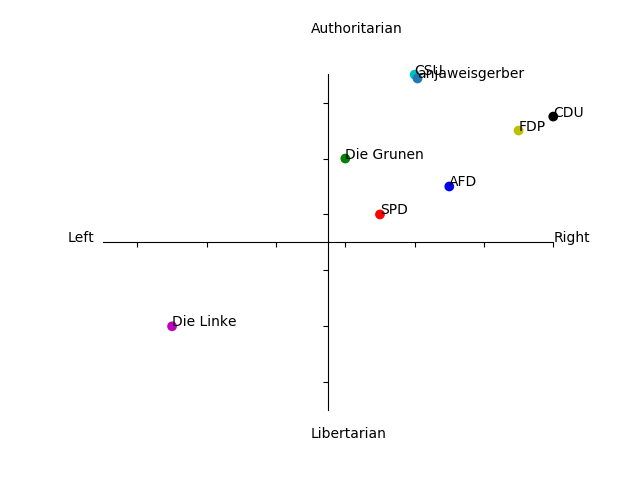 Authoritarian
CSU
anjaweisgerber
CDU
FDP
Die Grunen
AFD
SPD
Left
Right
Die Linke
Libertarian